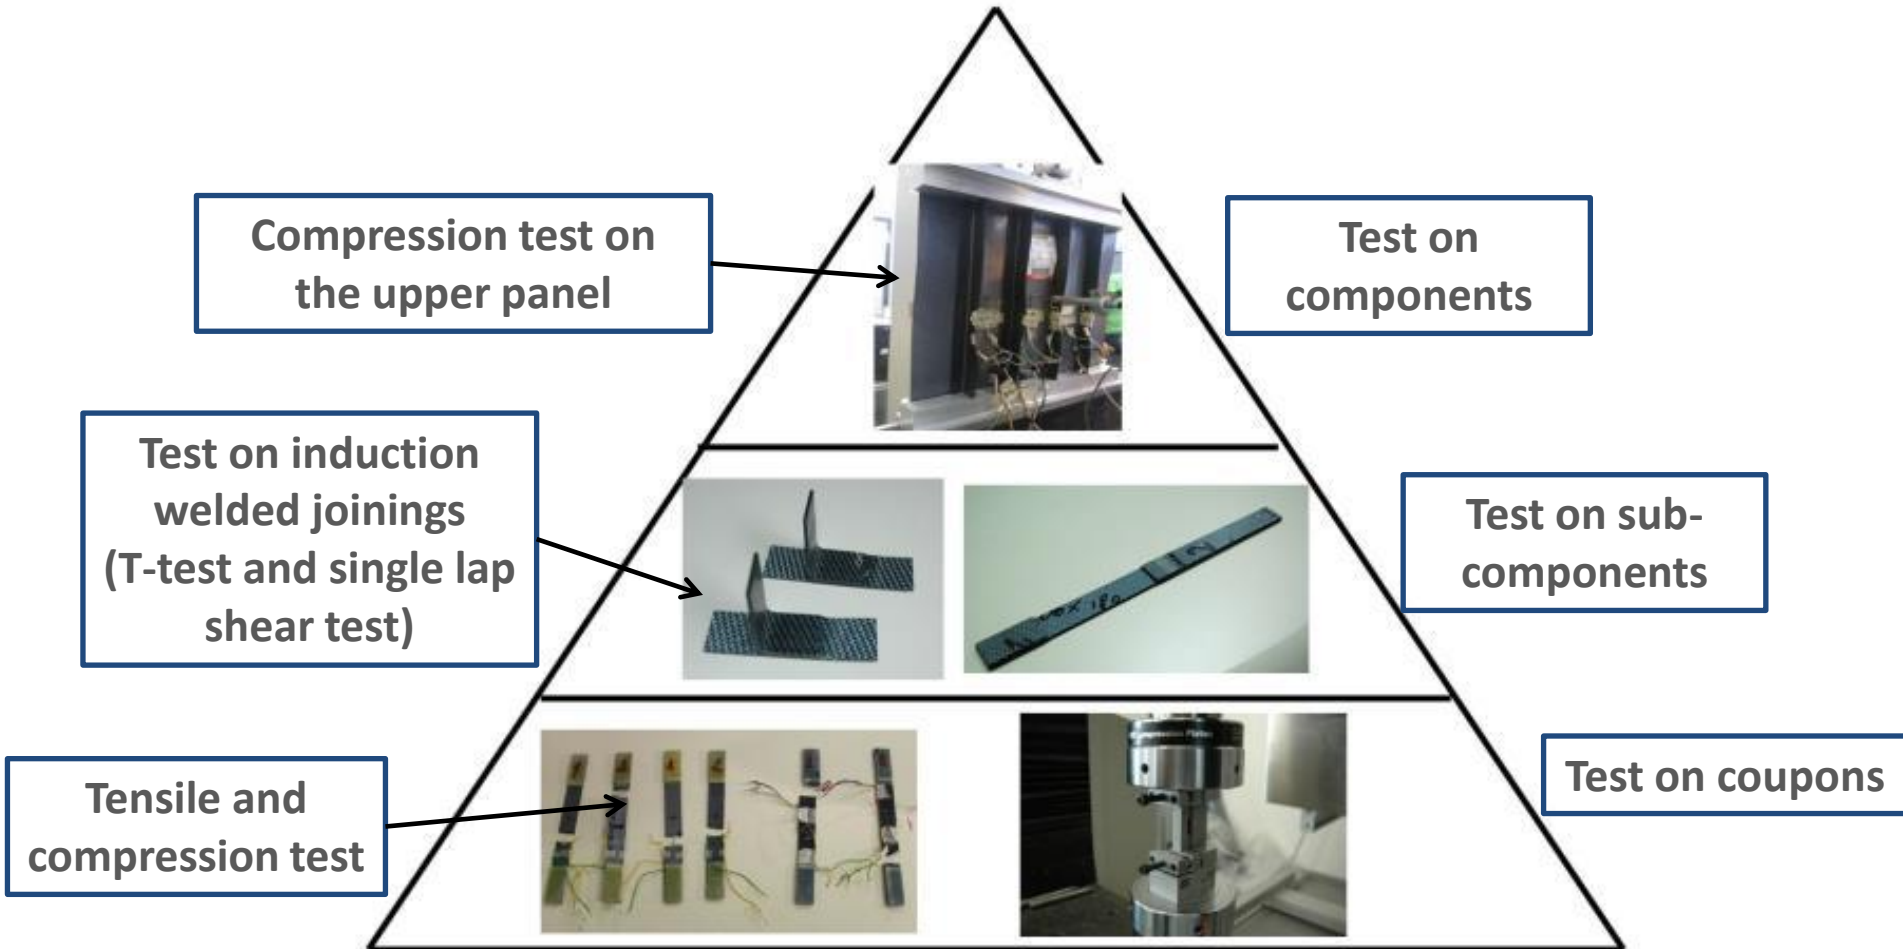 Compression test on
the upper panel
Test on
components
Test on induction
welded joinings
(T-test and single lap
shear test)
Test on sub-
components
Tensile and
compression test
Test on coupons